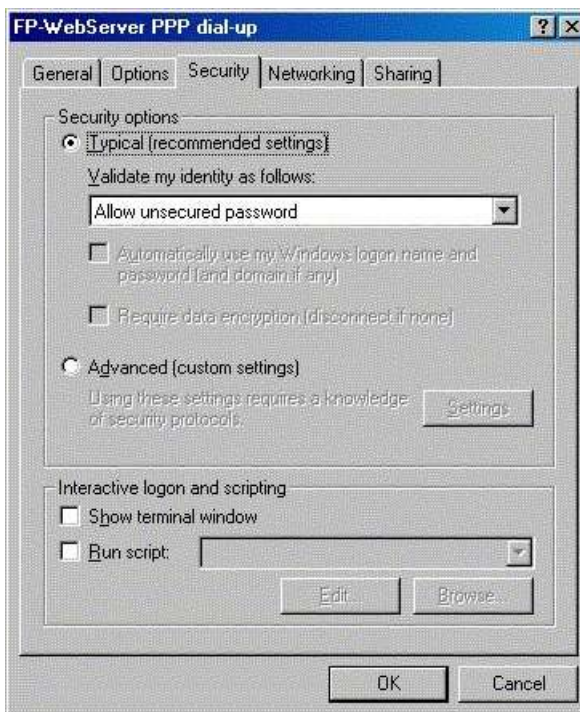 FP-WebServer PPP dial-up
General Options Security Networking Sharing
Security options
Typical (recommended settings)
Validate my identity as follows:
Allow unsecured password
Automatically use my Windows logon name and
password (and domain if any)
Require data encryption (disconnect if none)
Advanced (custom settings)
Using these settings requires a knowledge
of security protocols.
Settings
Interactive logon and scripting
Show terminal window
Run script:
Edit... Browse...
OK Cancel